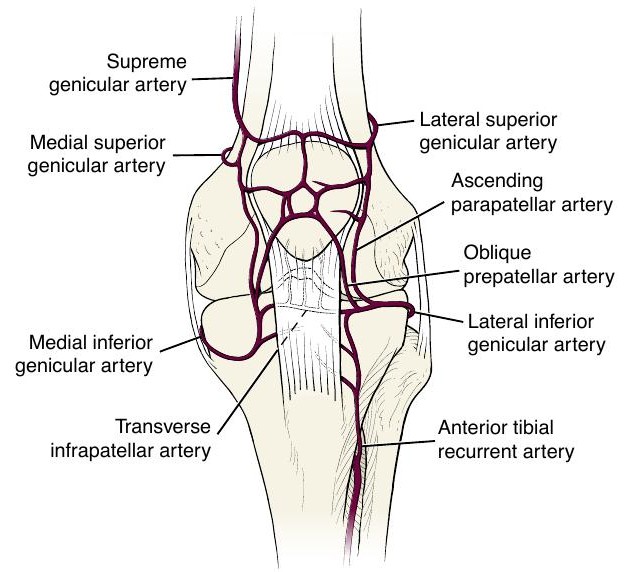 Supreme
genicular artery
Medial superior
genicular artery
Lateral superior
genicular artery
Ascending
parapatellar artery
Oblique
prepatellar artery
Lateral inferior
genicular artery
Medial inferior
genicular artery
Transverse
infrapatellar artery
Anterior tibial
recurrent artery